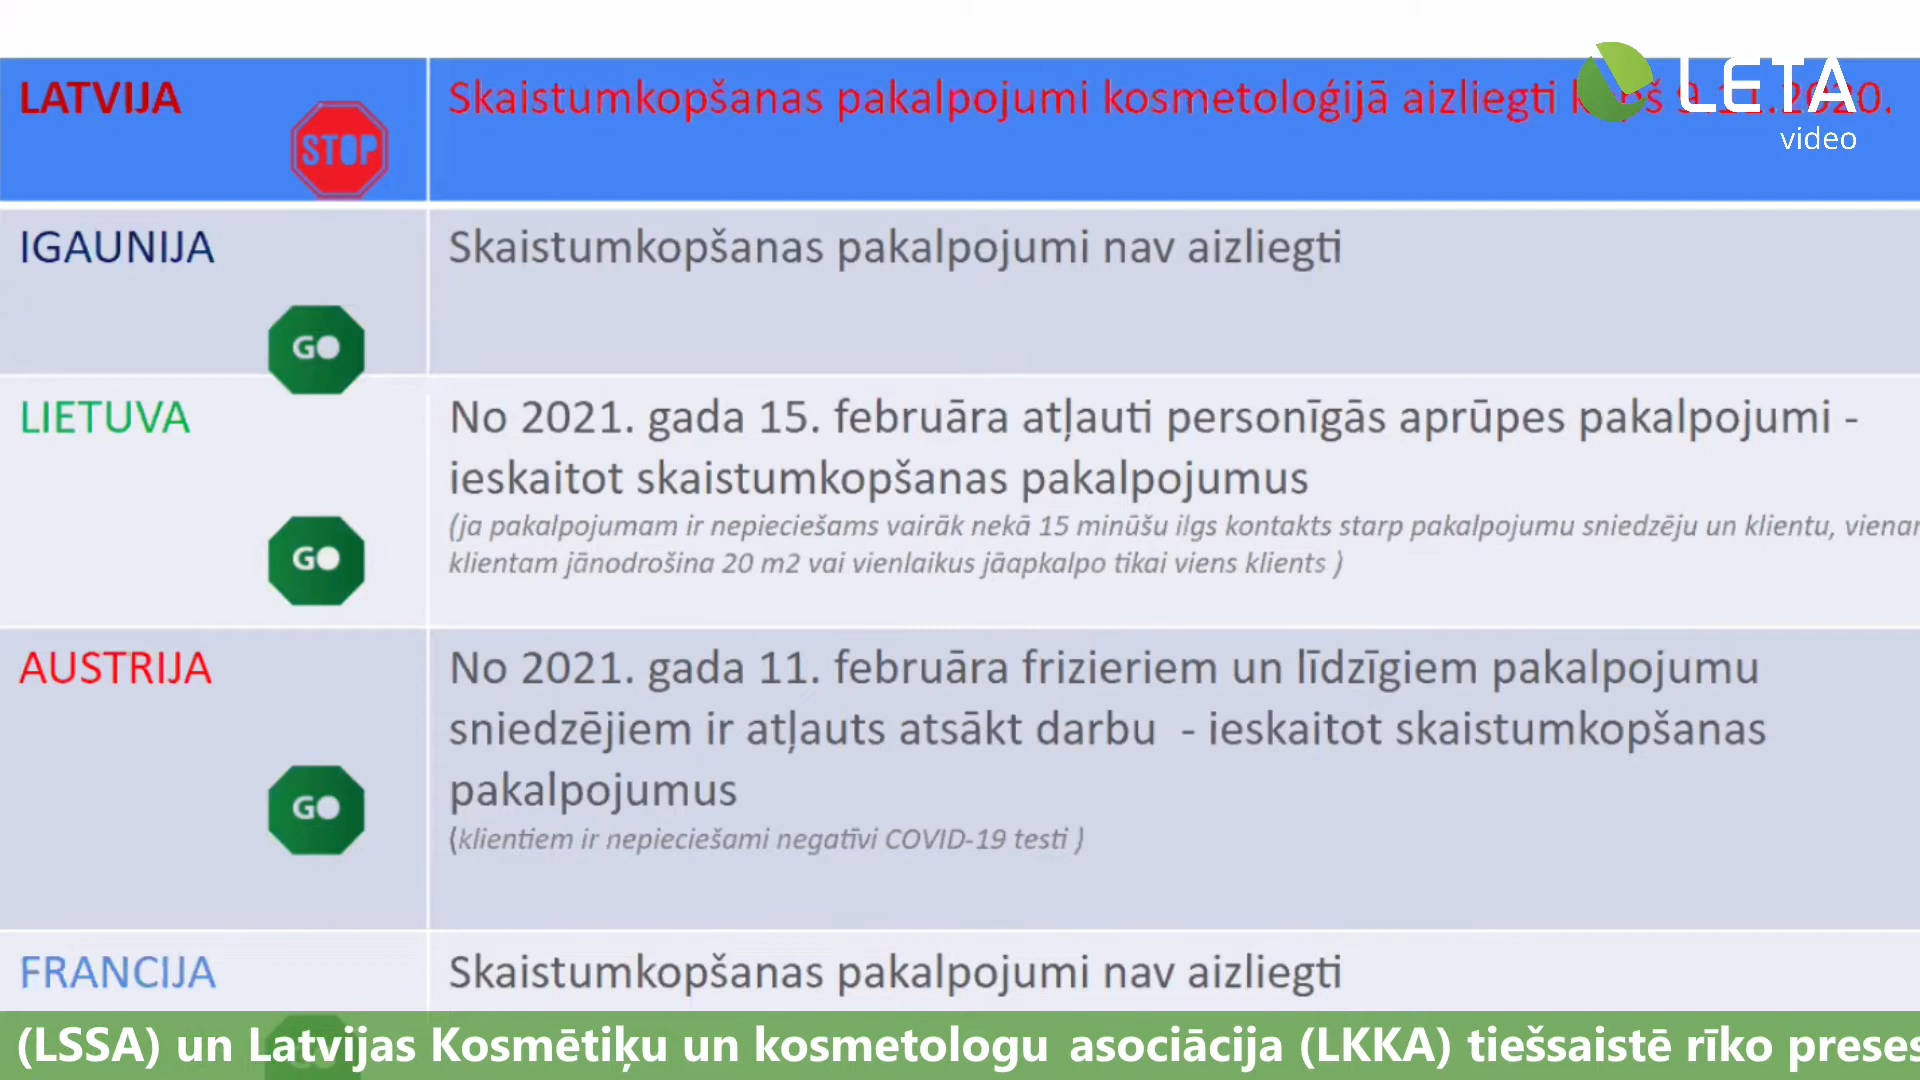 LATVIJA
STOP
Skaistumkopšanas pakalpojumi kosmetoloģijā aizliegti
LETA
video
IGAUNIJA
GO
Skaistumkopšanas pakalpojumi nav aizliegti
LIETUVA
GO
No 2021. gada 15. februāra atļauti personīgās aprūpes pakalpojumi -
ieskaitot skaistumkopšanas pakalpojumus
(ja pakalpojumam ir nepieciešams vairāk nekā 15 minūšu ilgs kontakts starp pakalpojumu sniedzēju un klientu,
klientam jānodrošina 20 m2 vai vienlaikus jāapkalpo tikai viens klients )
AUSTRIJA
GO
No 2021. gada 11. februāra frizieriem un līdzīgiem pakalpojumu
sniedzējiem ir atļauts atsākt darbu - ieskaitot skaistumkopšanas
pakalpojumus
(klientiem ir nepieciešami negatīvi COVID-19 testi )
FRANCIJA
Skaistumkopšanas pakalpojumi nav aizliegti
(LSSA) un Latvijas Kosmētiķu un kosmetologu asociācija (LKKA) tiešsaistē rīko preses